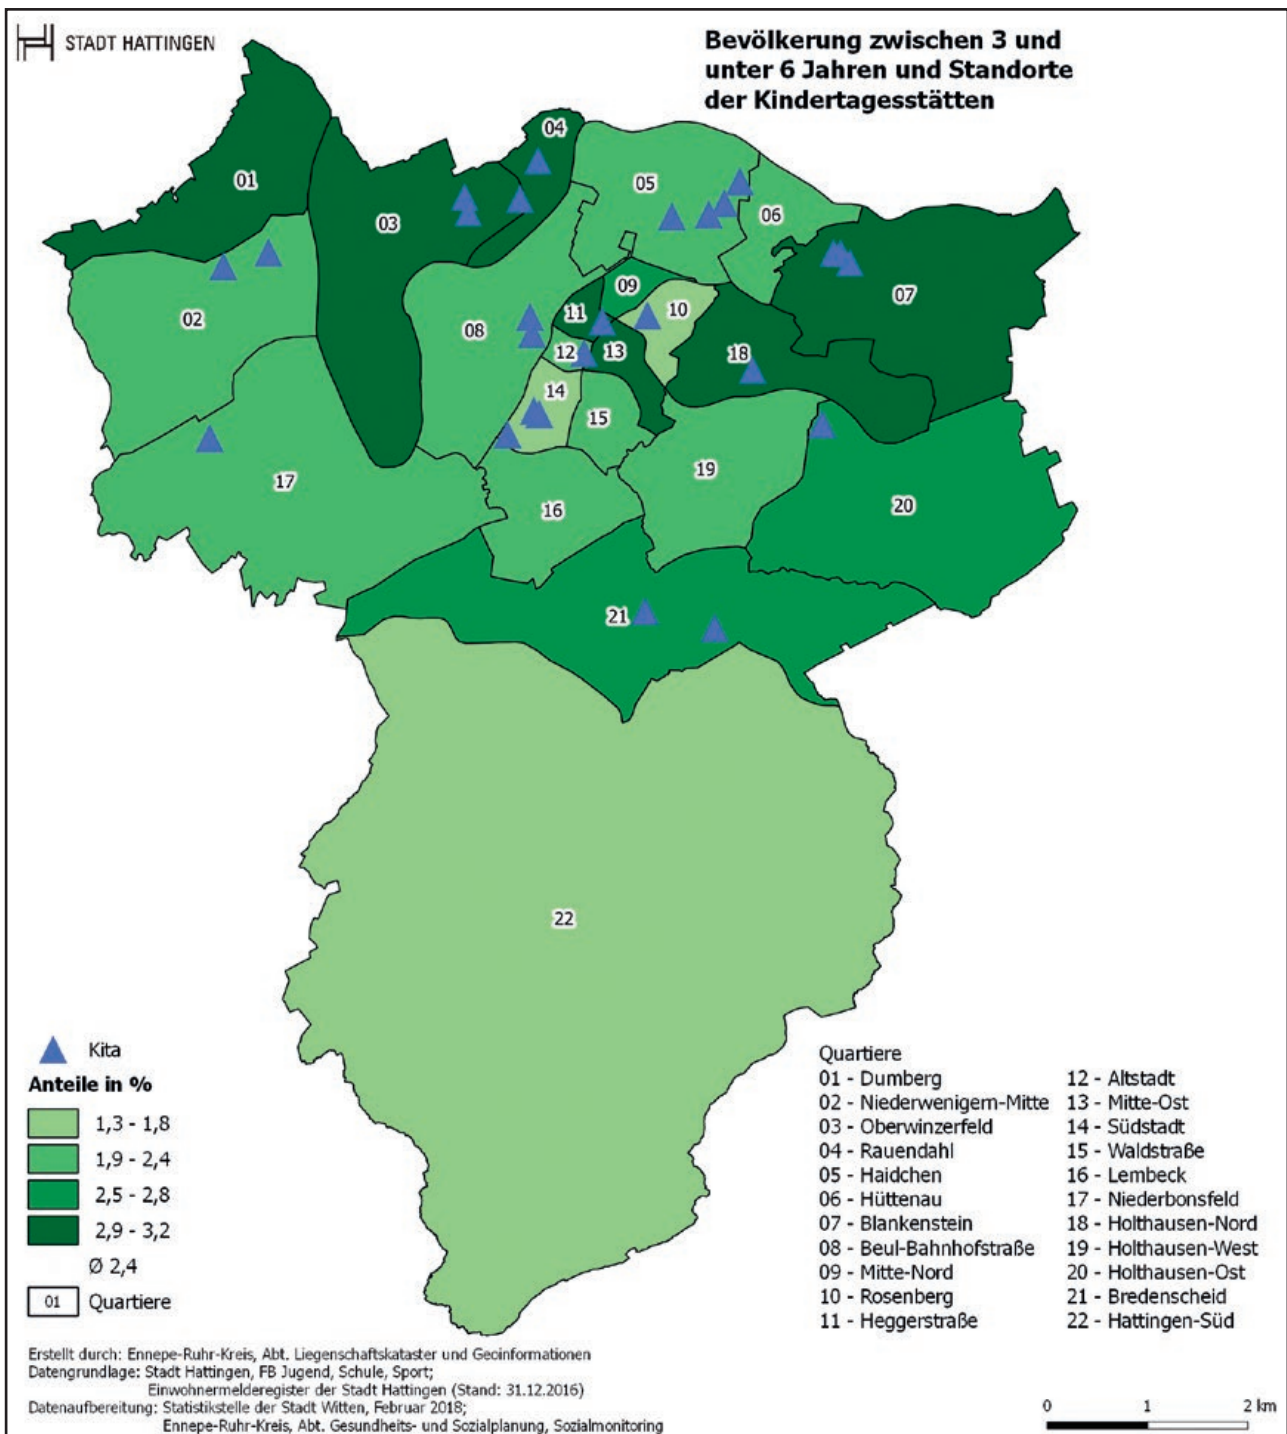 STADT HATTINGEN
Bevölkerung zwischen 3 und
unter 6 Jahren und Standorte
der Kindertagesstätten
04
01
05
03
06
07
09
10
02
08
11
13
12
18
14
15
17
19
16
20
21
22
Kita
Anteile in %
1,3 - 1,8
1,9 - 2,4
2,5 - 2,8
2,9 - 3,2
Ø 2,4
01 Quartiere
Quartiere
01 - Dumberg
02 - Niederwenigern-Mitte
03 - Oberwinzerfeld
04 - Rauendahl
05 - Haidchen
06 - Hüttenau
07 - Blankenstein
08 - Beul-Bahnhofstraße
09 - Mitte-Nord
10 - Rosenberg
11 - Heggerstraße
12 - Altstadt
13 - Mitte-Ost
14 - Südstadt
15 - Waldstraße
16 - Lembeck
17 - Niederbonsfeld
18 - Holthausen-Nord
19 - Holthausen-West
20 - Holthausen-Ost
21 - Bredenscheid
22 - Hattingen-Süd
Erstellt durch: Ennepe-Ruhr-Kreis, Abt. Liegenschaftskataster und Geoinformationen
Datengrundlage: Stadt Hattingen, FB Jugend, Schule, Sport;
Einwohnermelderegister der Stadt Hattingen (Stand: 31.12.2016)
Datenaufbereitung: Statistikstelle der Stadt Witten, Februar 2018;
Ennepe-Ruhr-Kreis, Abt. Gesundheits- und Sozialplanung, Sozialmonitoring
0 1 2 km